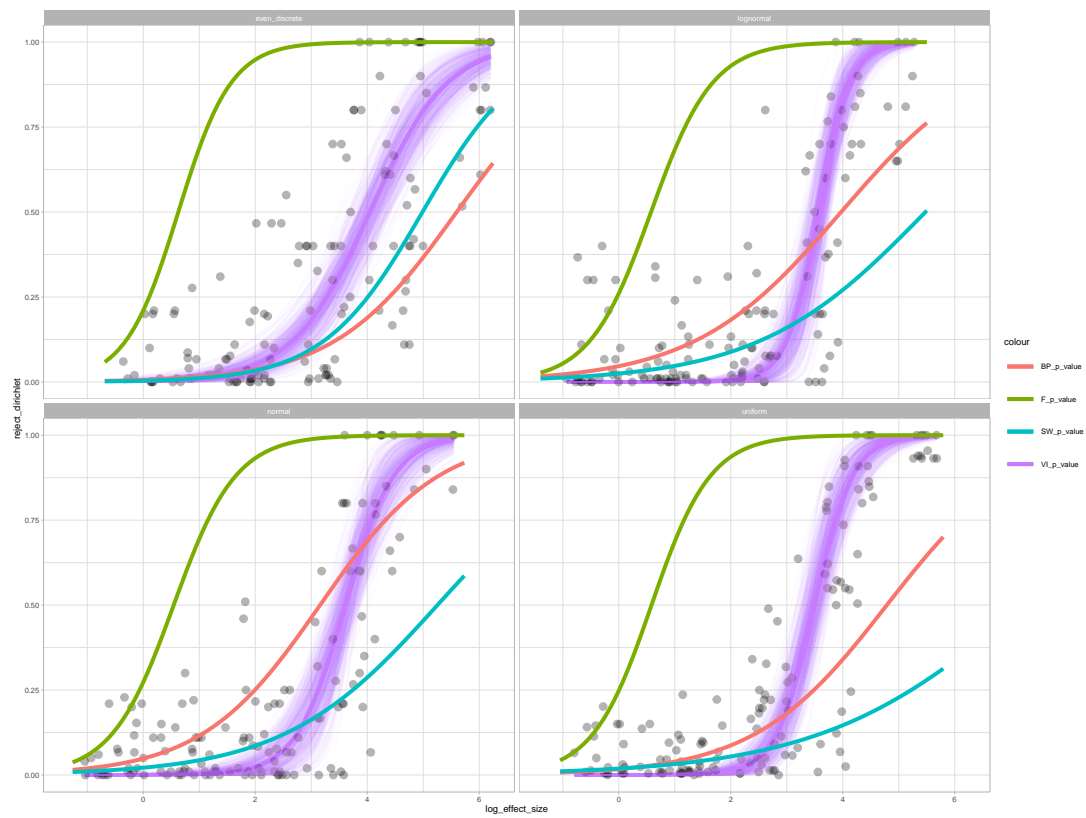 even_discrete
lognormal
1.00
0.75
0.50
0.25
0.00
normal
uniform
1.00
0.75
0.50
0.25
0.00
0
2
4
6
0
2
4
6
log_effect_size
reject_dirichlet
colour
BP_p_value
F_p_value
SW_p_value
VI_p_value